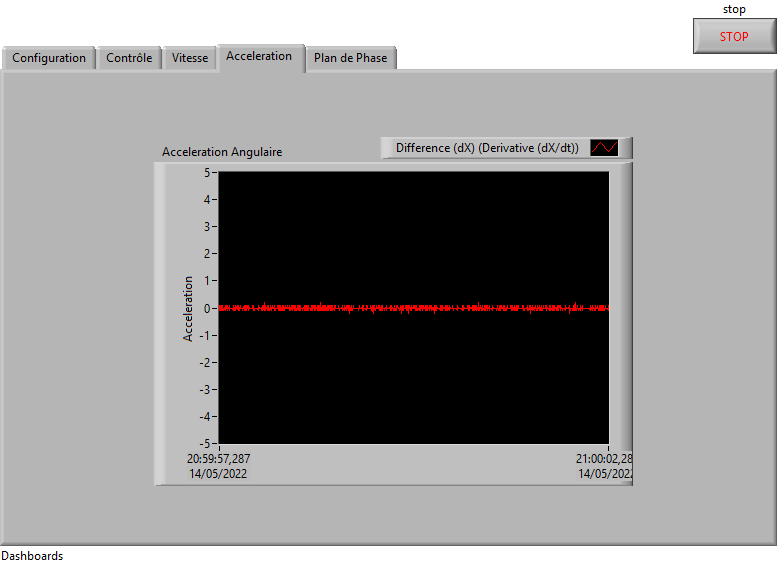 stop
STOP
Configuration
Contrôle
Vitesse
Acceleration
Plan de Phase
Acceleration Angulaire
Difference (dX) (Derivative (dX/dt))
Acceleration
5
4
3
2
1
0
-1
-2
-3
-4
-5
20:59:57,287
14/05/2022
21:00:02,28
14/05/202
Dashboards